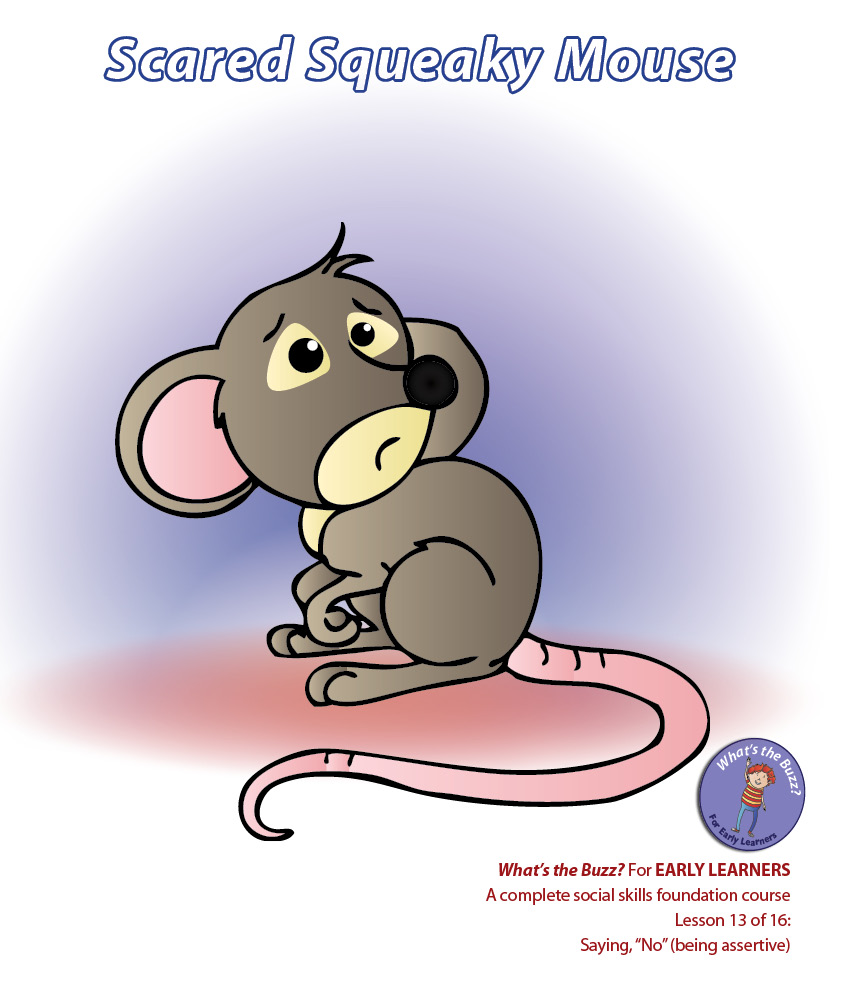 Scared Squeaky Mouse
What's the Buzz?
For Early Learners
What's the Buzz? For EARLY LEARNERS
A complete social skills foundation course
Lesson 13 of 16:
Saying, “No” (being assertive)